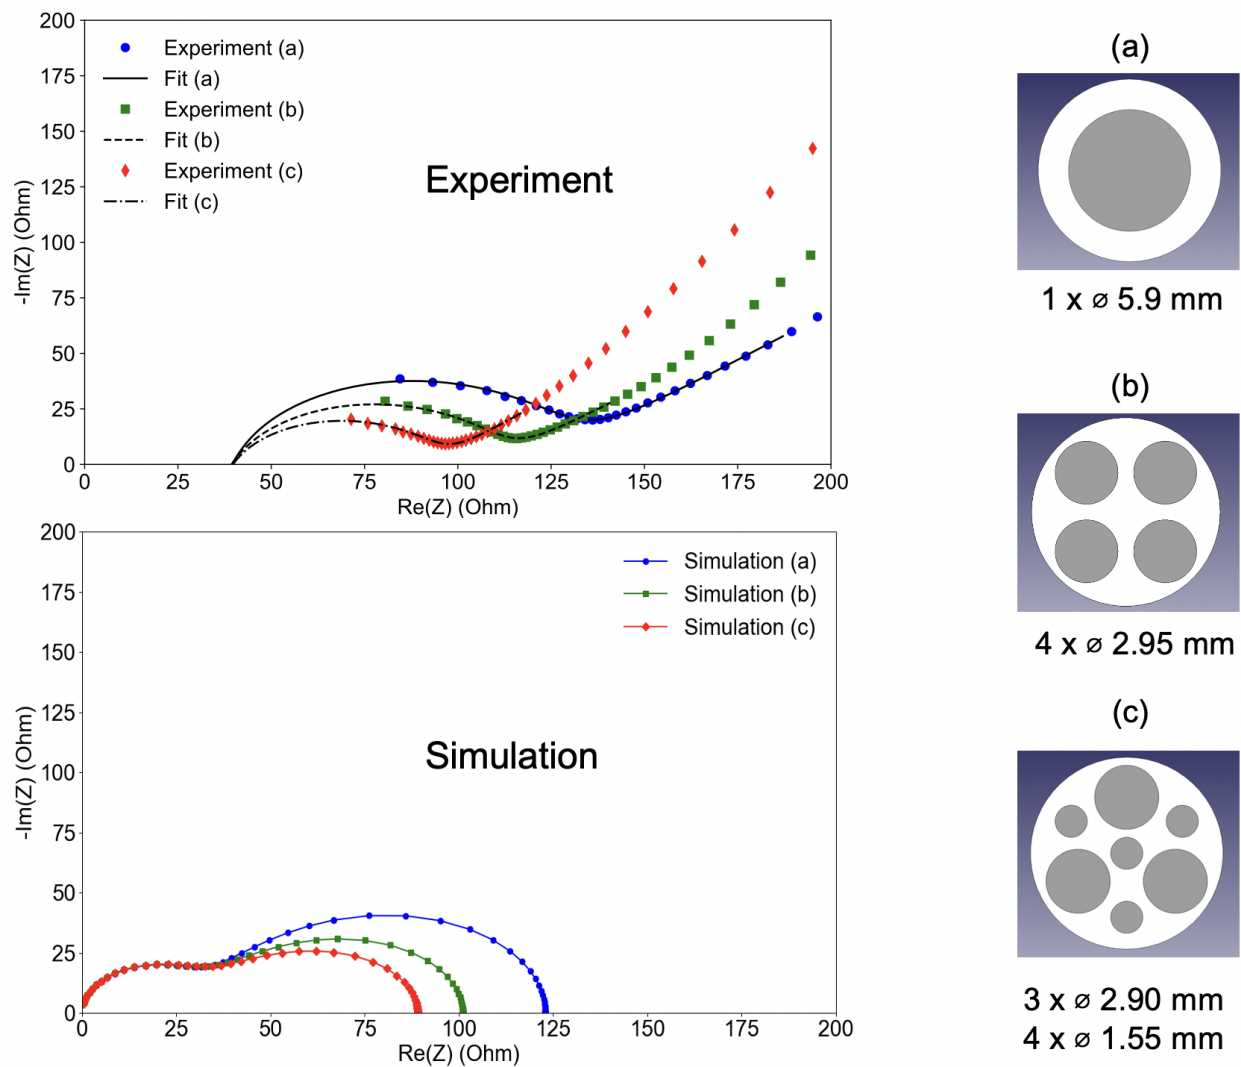 200
175
150
125
100
75
50
25
0
-Im(Z) (Ohm)
Experiment (a)
Fit (a)
Experiment (b)
Fit (b)
Experiment (c)
Fit (c)
Experiment
0 25 50 75 100 125 150 175 200
Re(Z) (Ohm)
200
175
150
125
100
75
50
25
0
-Im(Z) (Ohm)
Simulation (a)
Simulation (b)
Simulation (c)
Simulation
0 25 50 75 100 125 150 175 200
Re(Z) (Ohm)
(a)
1 x ⌀ 5.9 mm
(b)
4 x ⌀ 2.95 mm
(c)
3 x ⌀ 2.90 mm
4 x ⌀ 1.55 mm